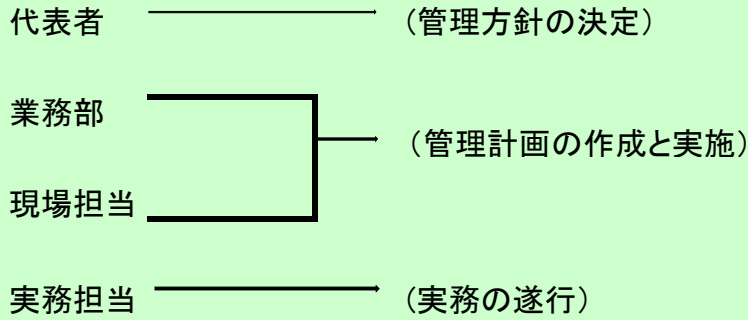 代表者 (管理方針の決定)
業務部
(管理計画の作成と実施)
現場担当
実務担当 (実務の遂行)